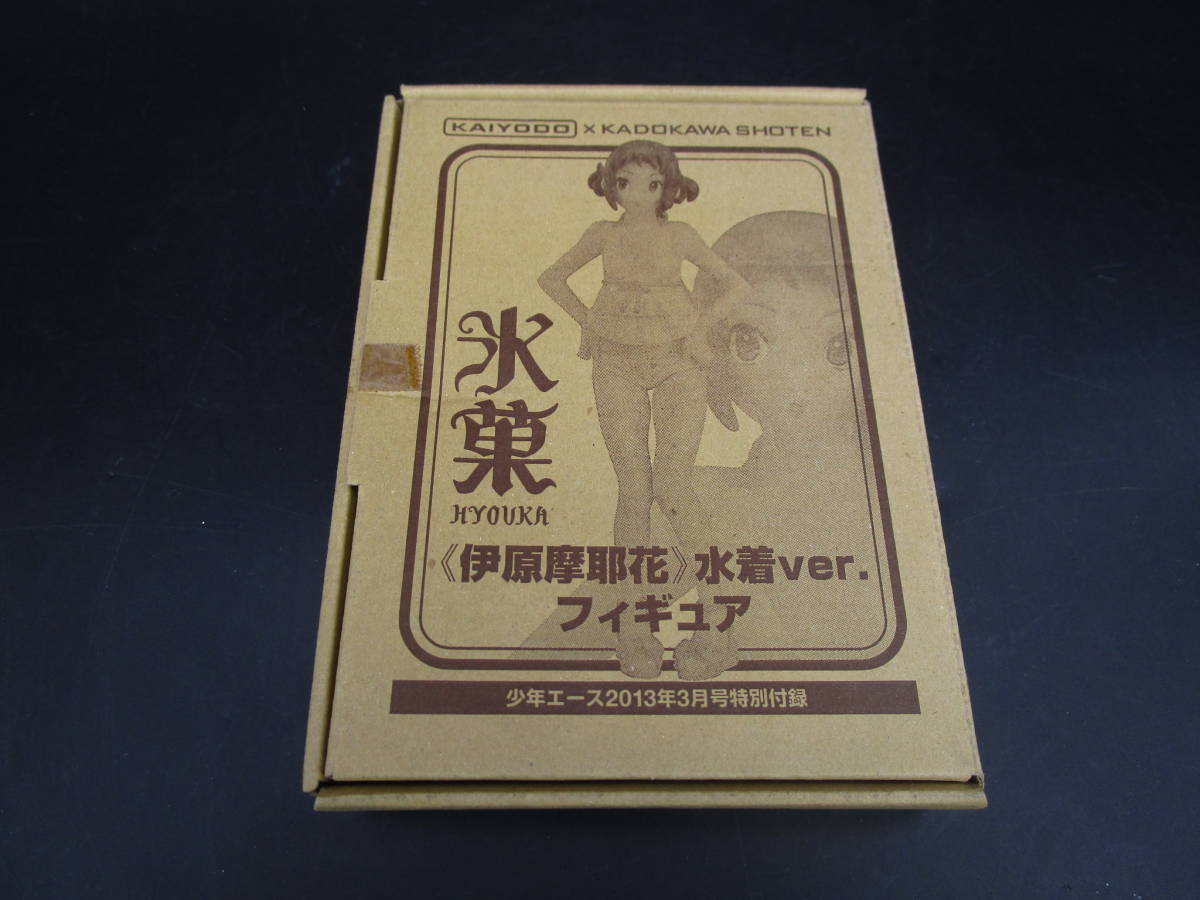 KAIYODO × KADOKAWA SHOTEN
氷菓
HYOUKA
《伊原摩耶花》水着ver.
フィギュア
少年エース2013年3月号特別付録